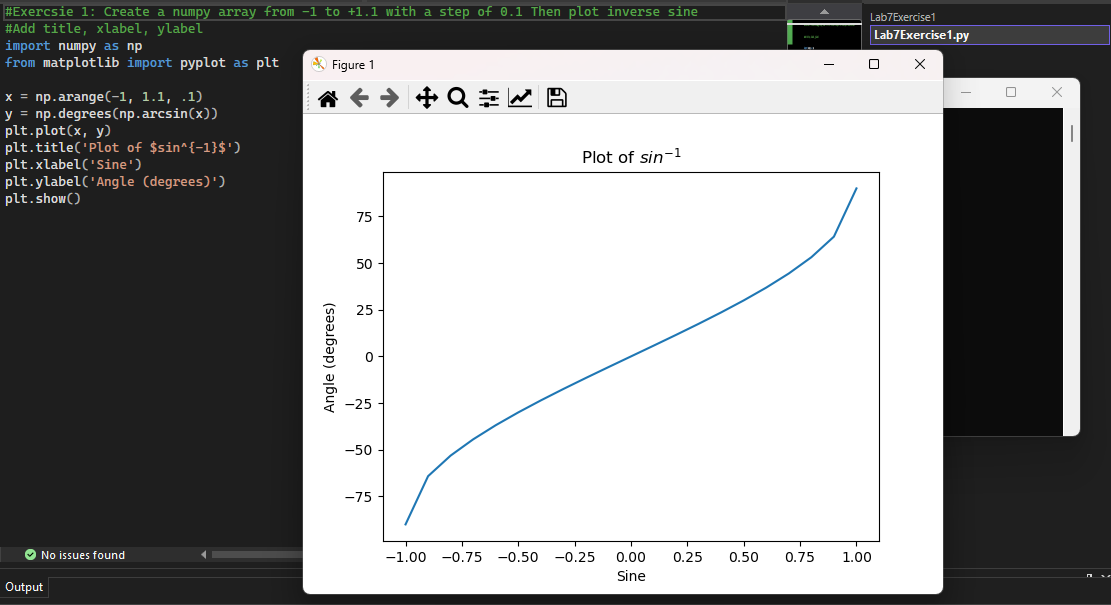 #Exercsie 1: Create a numpy array from -1 to +1.1 with a step of 0.1 Then plot inverse sine
#Add title, xlabel, ylabel
import numpy as np
from matplotlib import pyplot as plt
x = np.arange(-1, 1.1, .1)
y = np.degrees(np.arcsin(x))
plt.plot(x, y)
plt.title('Plot of $sin^{-1}$')
plt.xlabel('Sine')
plt.ylabel('Angle (degrees)')
plt.show()
Lab7Exercise1
Lab7Exercise1.py
Figure 1
Plot of sin⁻¹
75
50
25
0
−25
−50
−75
Angle (degrees)
−1.00 −0.75 −0.50 −0.25 0.00 0.25 0.50 0.75 1.00
Sine
No issues found
Output